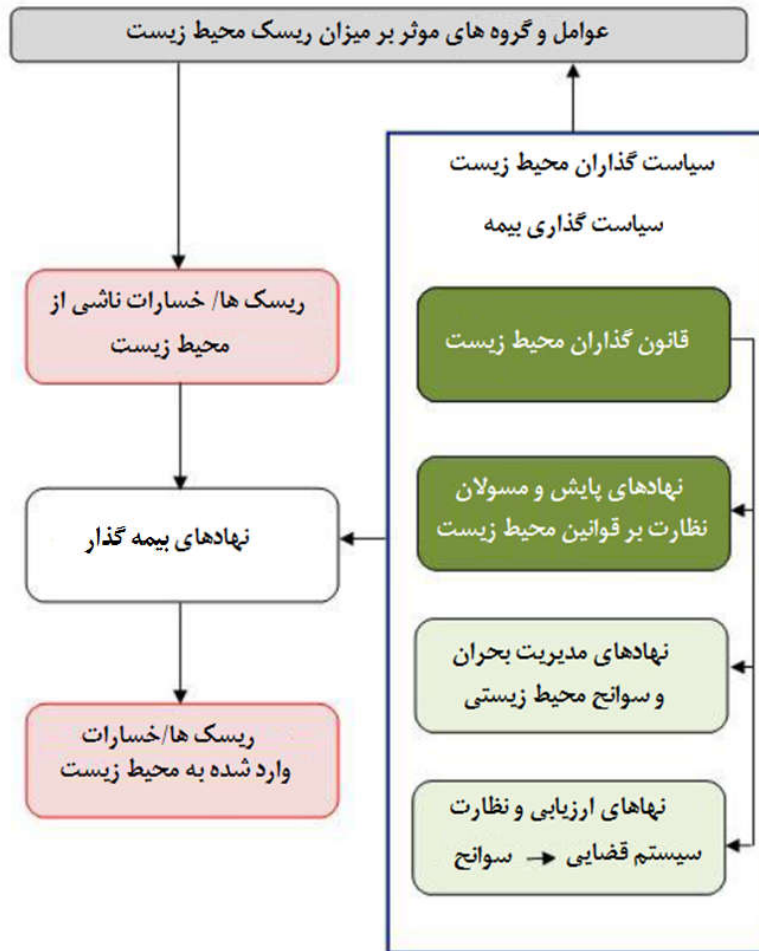 عوامل و گروه های موثر بر میزان ریسک محیط زیست
سیاست گذاران محیط زیست
سیاست گذاری بیمه
قانون گذاران محیط زیست
نهادهای پایش و مسولان
نظارت بر قوانین محیط زیست
نهادهای مدیریت بحران
و سوانح محیط زیستی
نهاهای ارزیابی و نظارت
سیستم قضایی → سوانح
ریسک ها/ خسارات ناشی از
محیط زیست
نهادهای بیمه گذار
ریسک ها/خسارات
وارد شده به محیط زیست